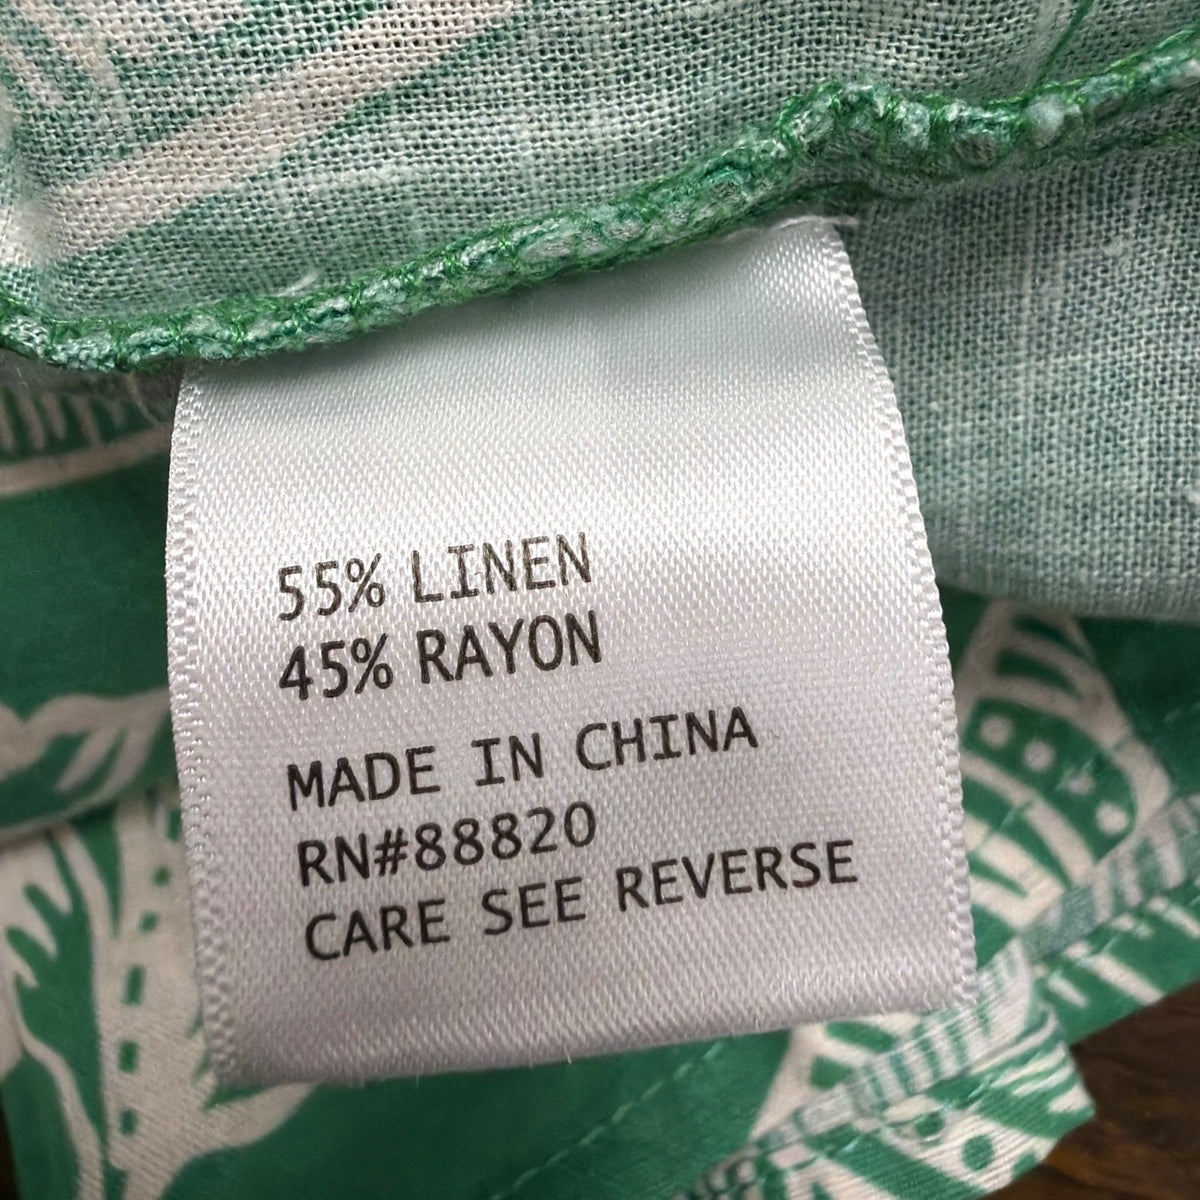 55% LINEN
45% RAYON
MADE IN CHINA
RN#88820
CARE SEE REVERSE